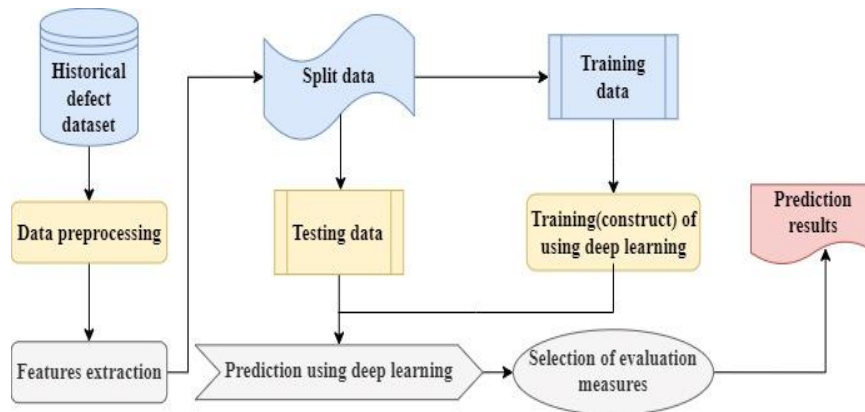 Historical
defect
dataset
Split data
Training
data
Data preprocessing
Testing data
Training(construct) of
using deep learning
Prediction
results
Features extraction
Prediction using deep learning
Selection of evaluation
measures